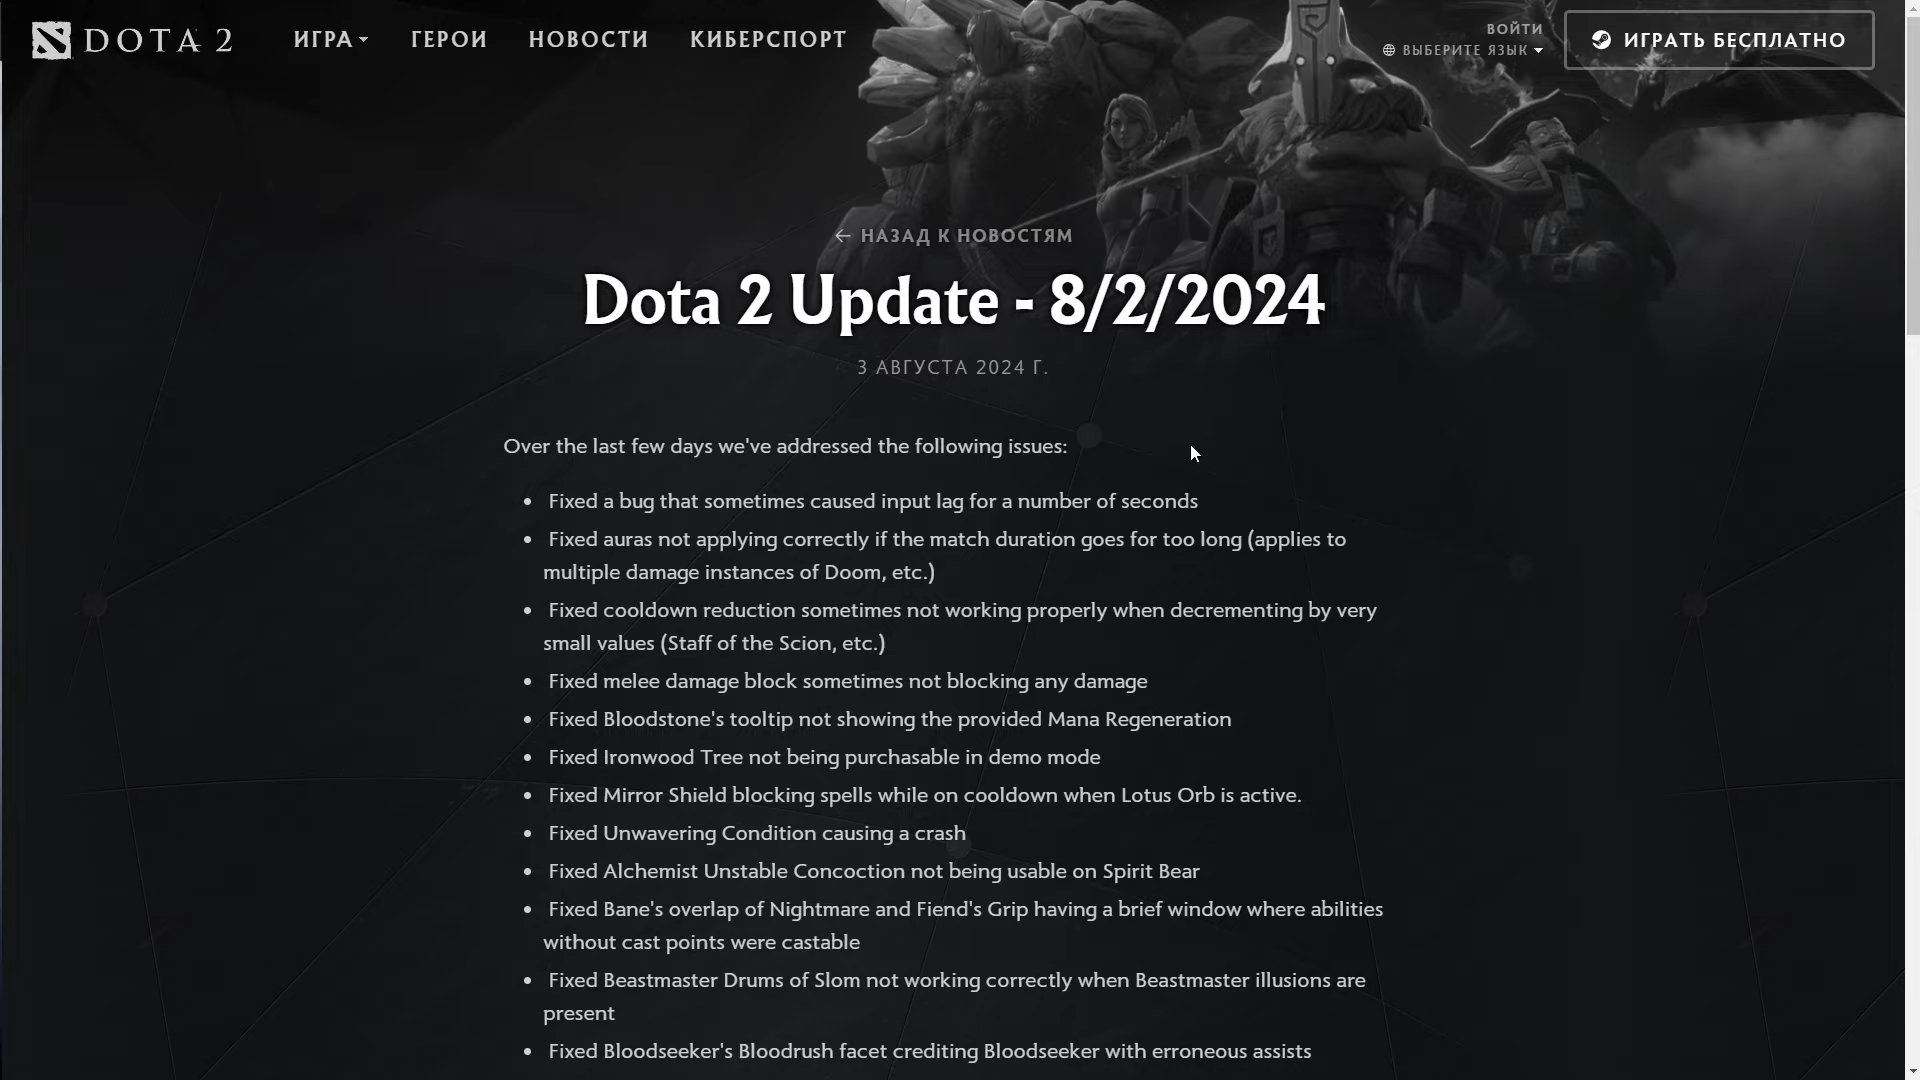 DOTA 2
ИГРА ГЕРОИ НОВОСТИ КИБЕРСПОРТ
ВОЙТИ
ВЫБЕРИТЕ ЯЗЫК
ИГРАТЬ БЕСПЛАТНО
← НАЗАД К НОВОСТЯМ
Dota 2 Update - 8/2/2024
3 АВГУСТА 2024 Г.
Over the last few days we've addressed the following issues:
• Fixed a bug that sometimes caused input lag for a number of seconds
• Fixed auras not applying correctly if the match duration goes for too long (applies to
multiple damage instances of Doom, etc.)
• Fixed cooldown reduction sometimes not working properly when decrementing by very
small values (Staff of the Scion, etc.)
• Fixed melee damage block sometimes not blocking any damage
• Fixed Bloodstone's tooltip not showing the provided Mana Regeneration
• Fixed Ironwood Tree not being purchasable in demo mode
• Fixed Mirror Shield blocking spells while on cooldown when Lotus Orb is active.
• Fixed Unwavering Condition causing a crash
• Fixed Alchemist Unstable Concoction not being usable on Spirit Bear
• Fixed Bane's overlap of Nightmare and Fiend's Grip having a brief window where abilities
without cast points were castable
• Fixed Beastmaster Drums of Slom not working correctly when Beastmaster illusions are
present
• Fixed Bloodseeker's Bloodrush facet crediting Bloodseeker with erroneous assists